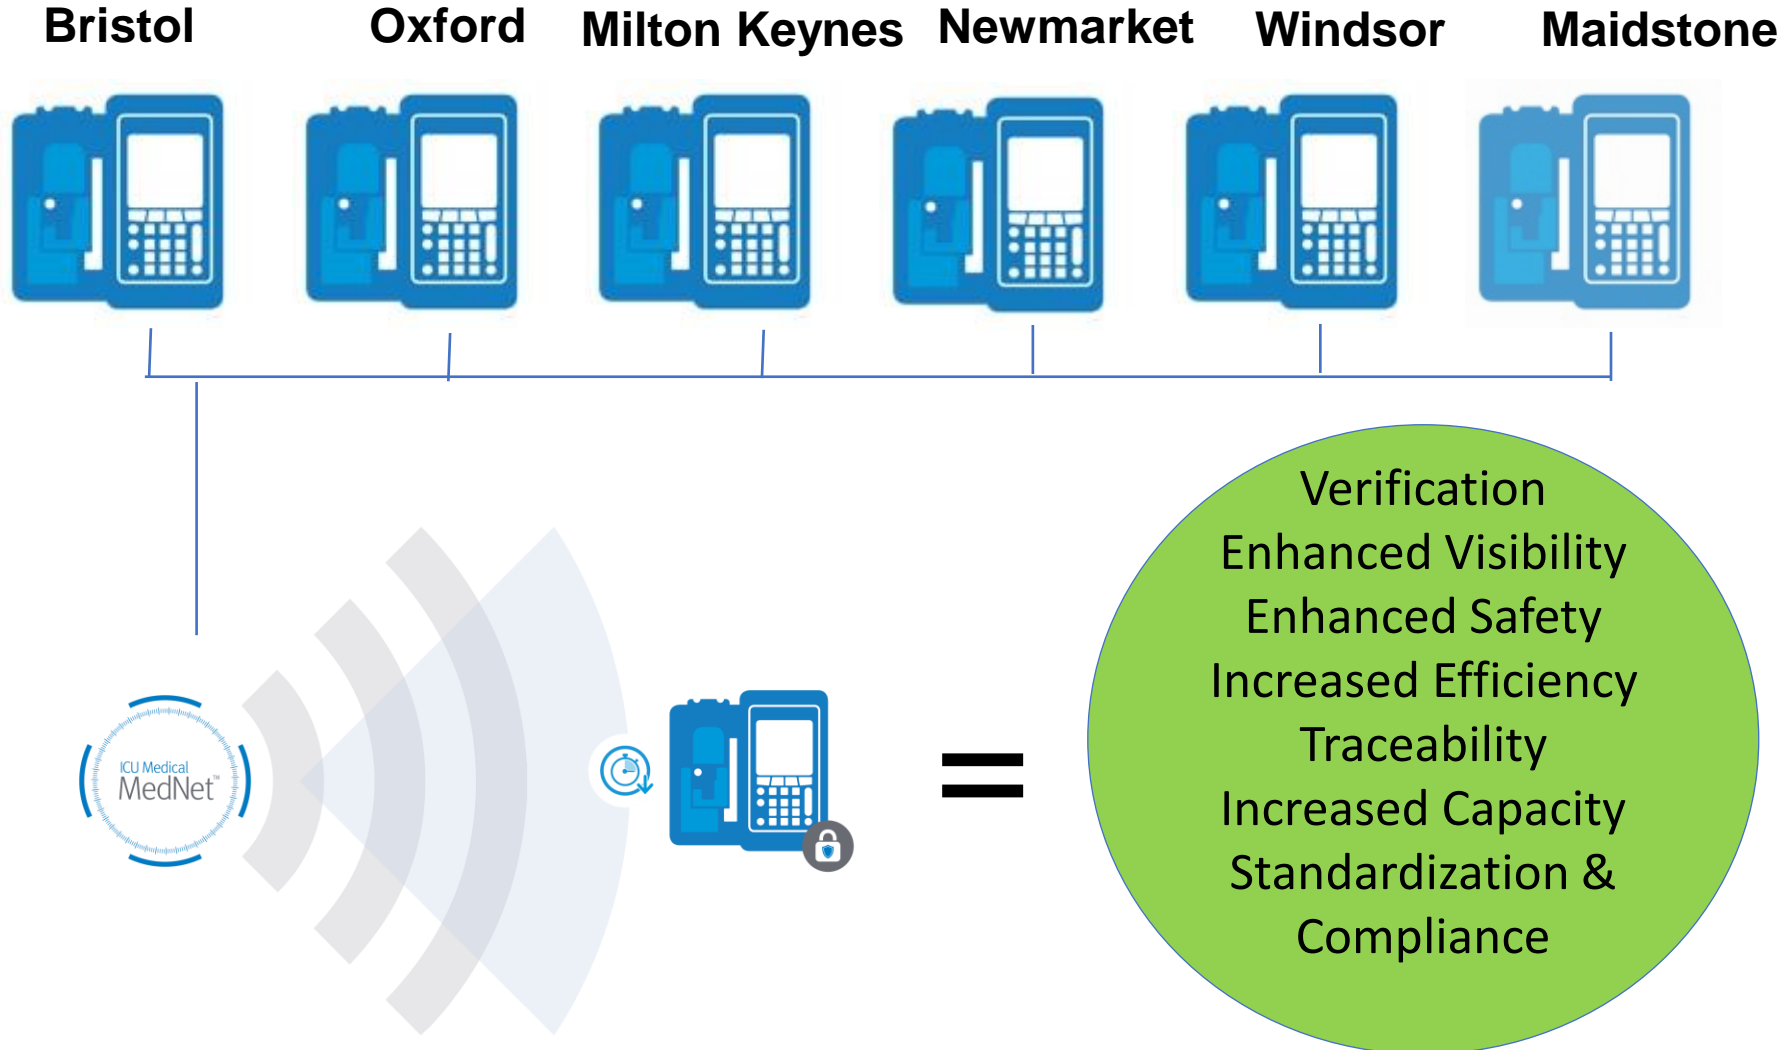 Bristol Oxford Milton Keynes Newmarket Windsor Maidstone
Verification
Enhanced Visibility
Enhanced Safety
Increased Efficiency
Traceability
Increased Capacity
Standardization &
Compliance
ICU Medical
MedNet™
=